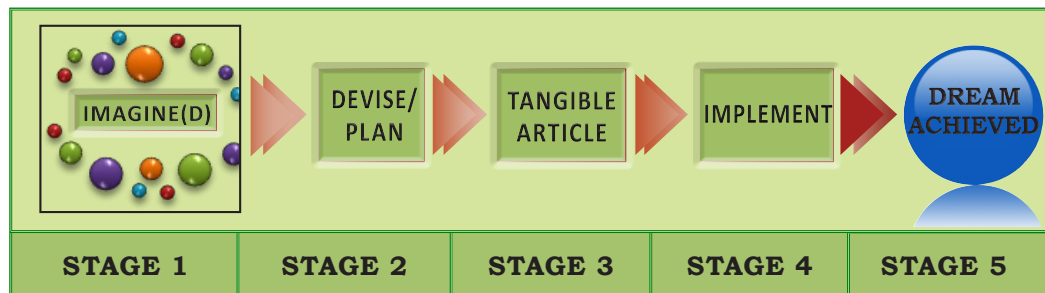 IMAGINE(D)
DEVISE/
PLAN
TANGIBLE
ARTICLE
IMPLEMENT
DREAM
ACHIEVED
STAGE 1
STAGE 2
STAGE 3
STAGE 4
STAGE 5